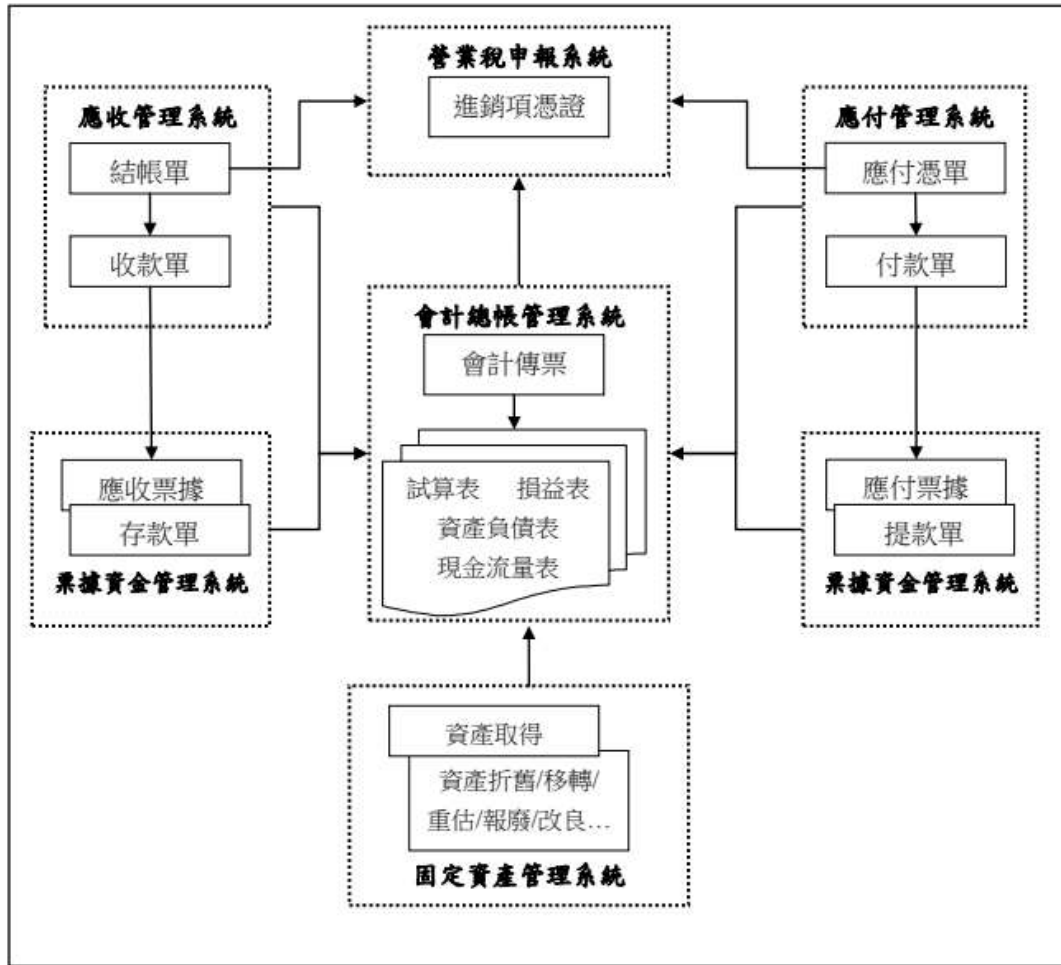 營業稅申報系統
進銷項憑證
應收管理系統
結帳單
收款單
應付管理系統
應付憑單
付款單
會計總帳管理系統
會計傳票
試算表 損益表
資產負債表
現金流量表
應收票據
存款單
票據資金管理系統
應付票據
提款單
票據資金管理系統
資產取得
資產折舊/移轉/
重估/報廢/改良…
固定資產管理系統